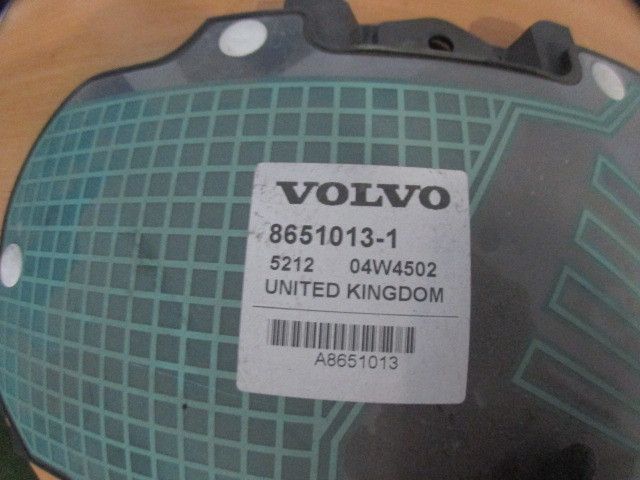 VOLVO
8651013-1
5212 04W4502
UNITED KINGDOM
A8651013